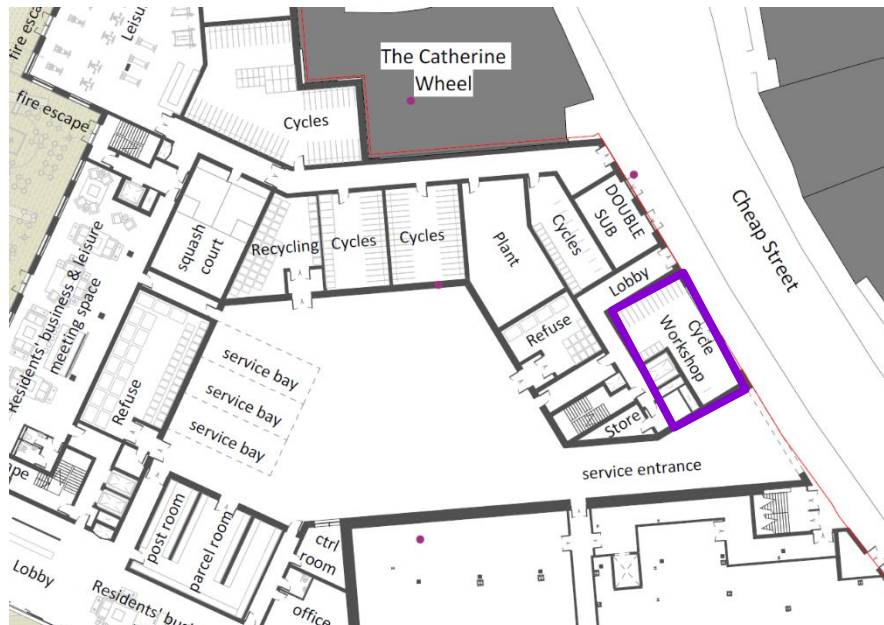 fire escape
Leisu
The Catherine
Wheel
fire escape
Cycles
Cheap Street
DOUBLE
SUB
squash
court
Recycling
Cycles
Cycles
Plant
Cycles
Lobby
Residents' business & leisure
meeting space
Refuse
Cycle
Workshop
service bay
service bay
service bay
Refuse
Store
service entrance
ape
post room
parcel room
ctrl
room
Lobby
Residents' busi
office